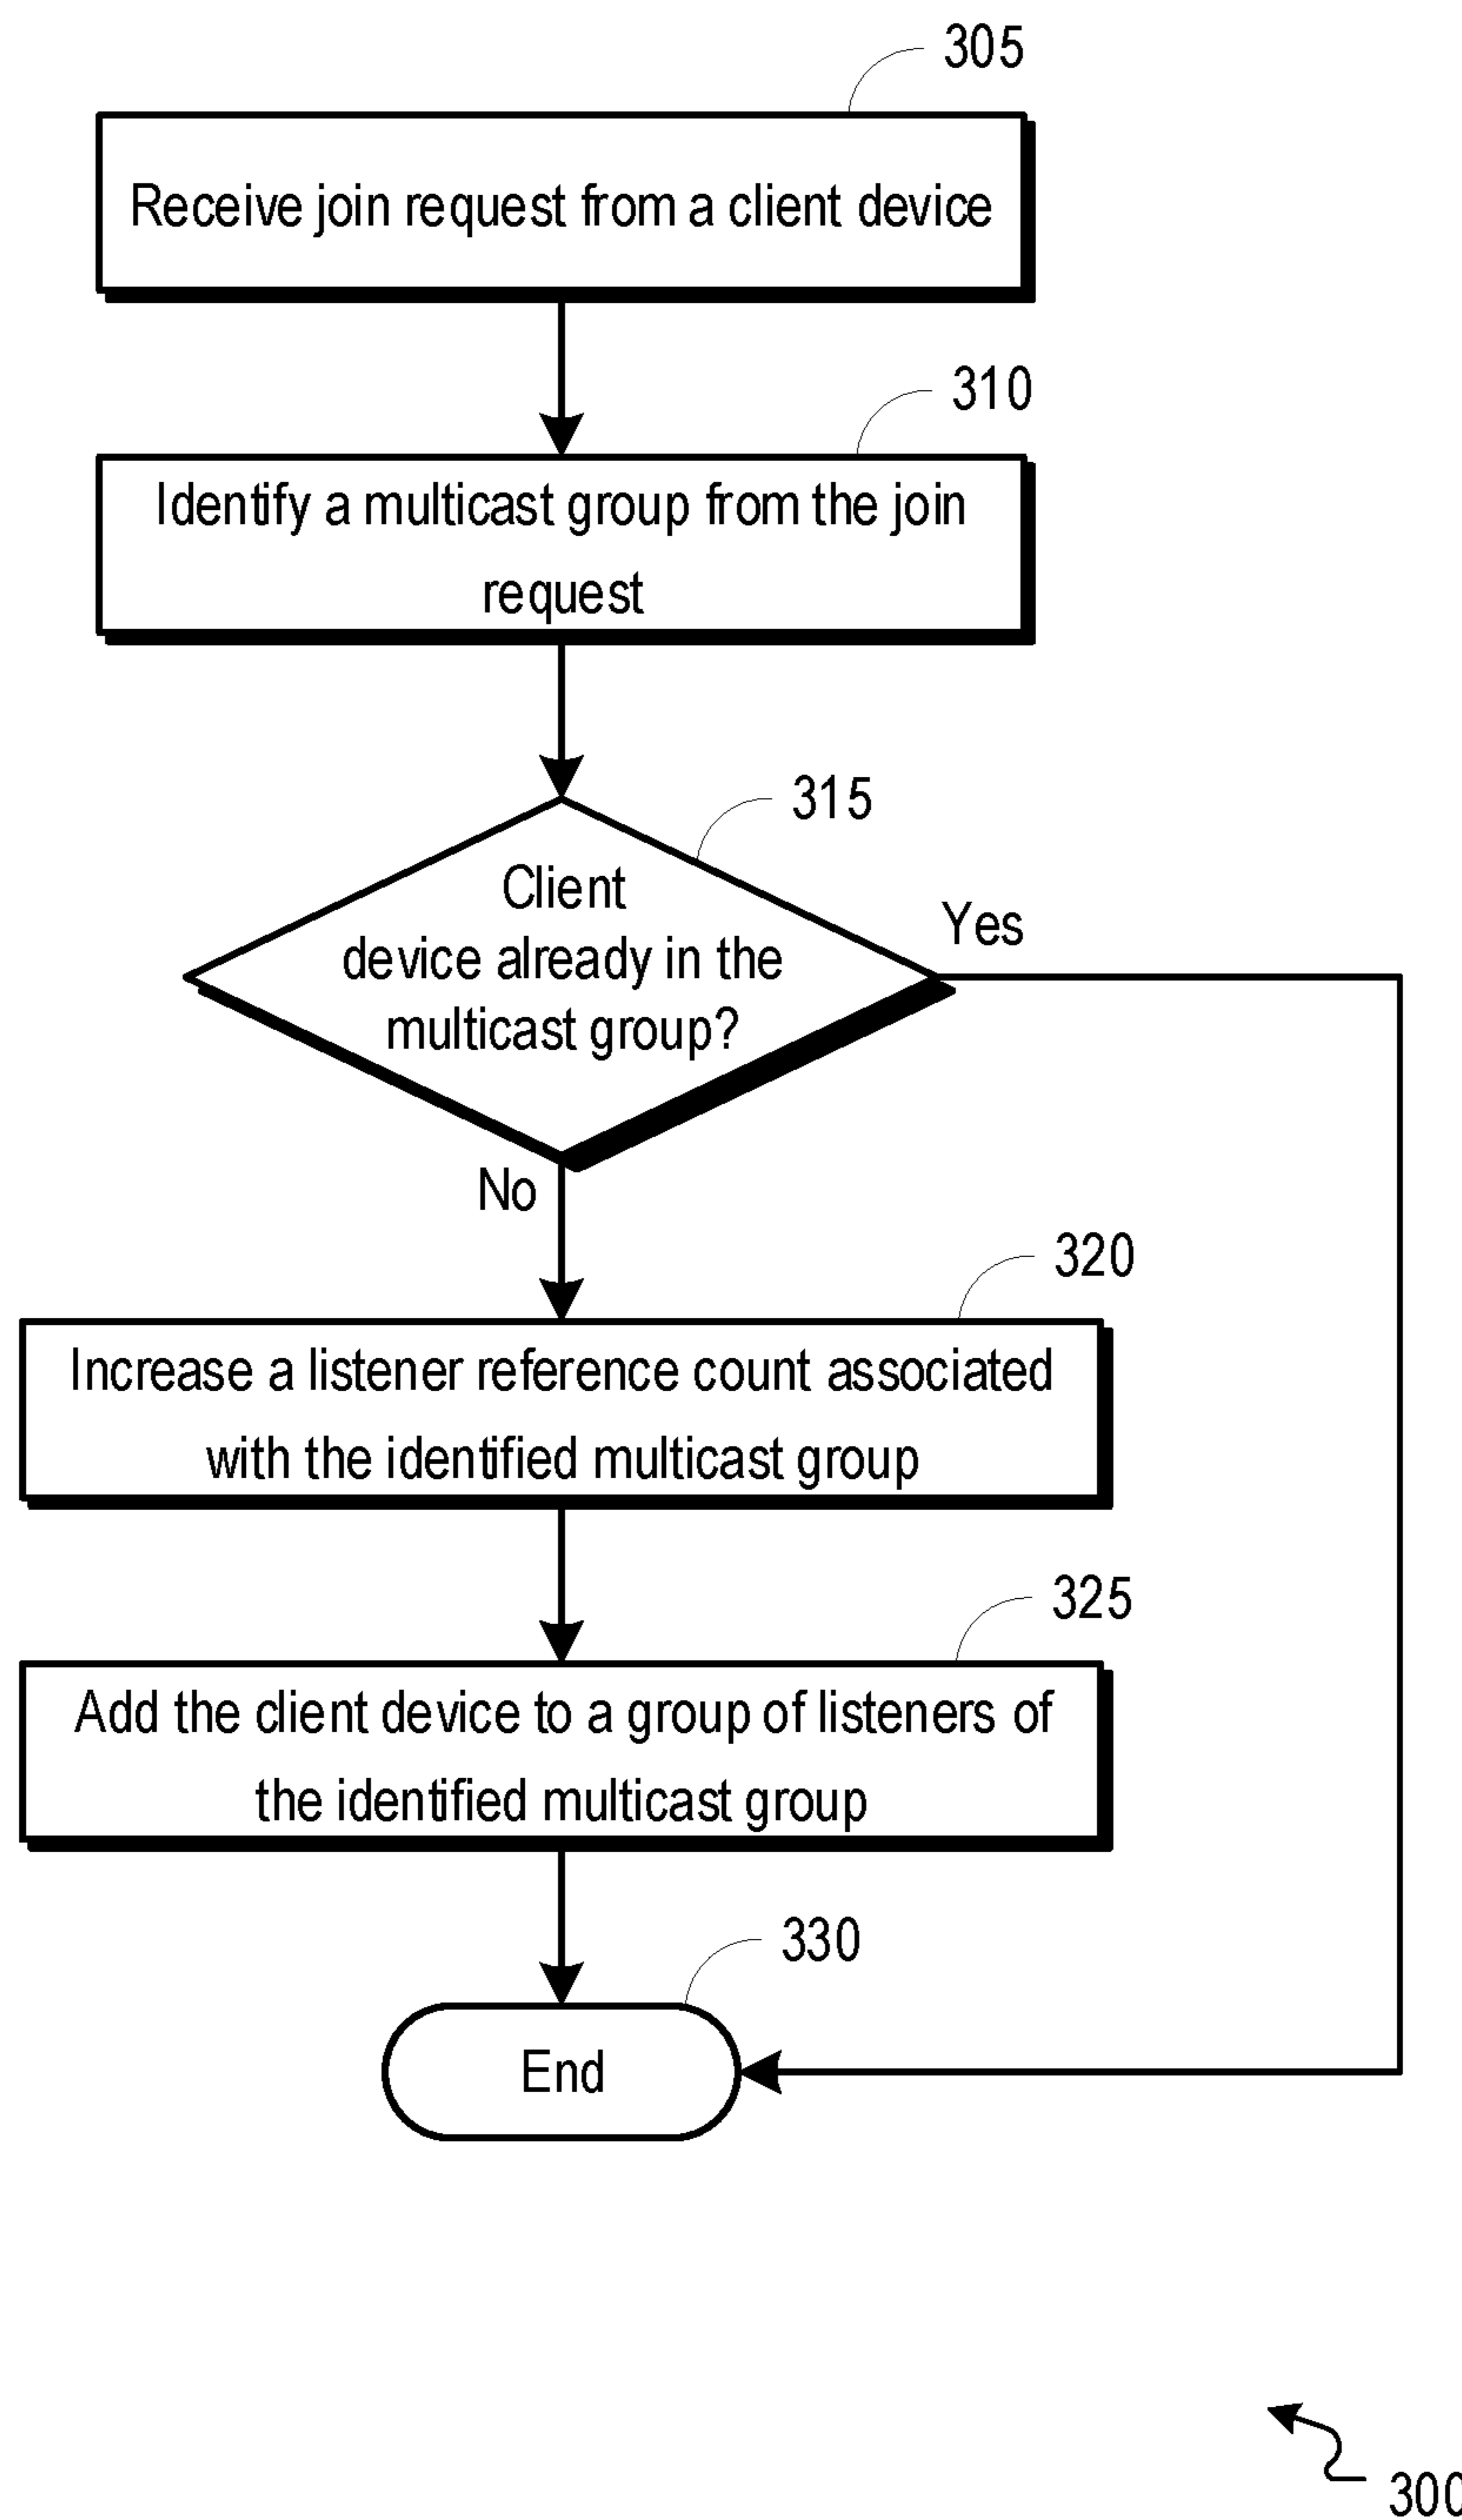 305
Receive join request from a client device
310
Identify a multicast group from the join
request
315
Client
device already in the
multicast group?
Yes
No
320
Increase a listener reference count associated
with the identified multicast group
325
Add the client device to a group of listeners of
the identified multicast group
330
End
300